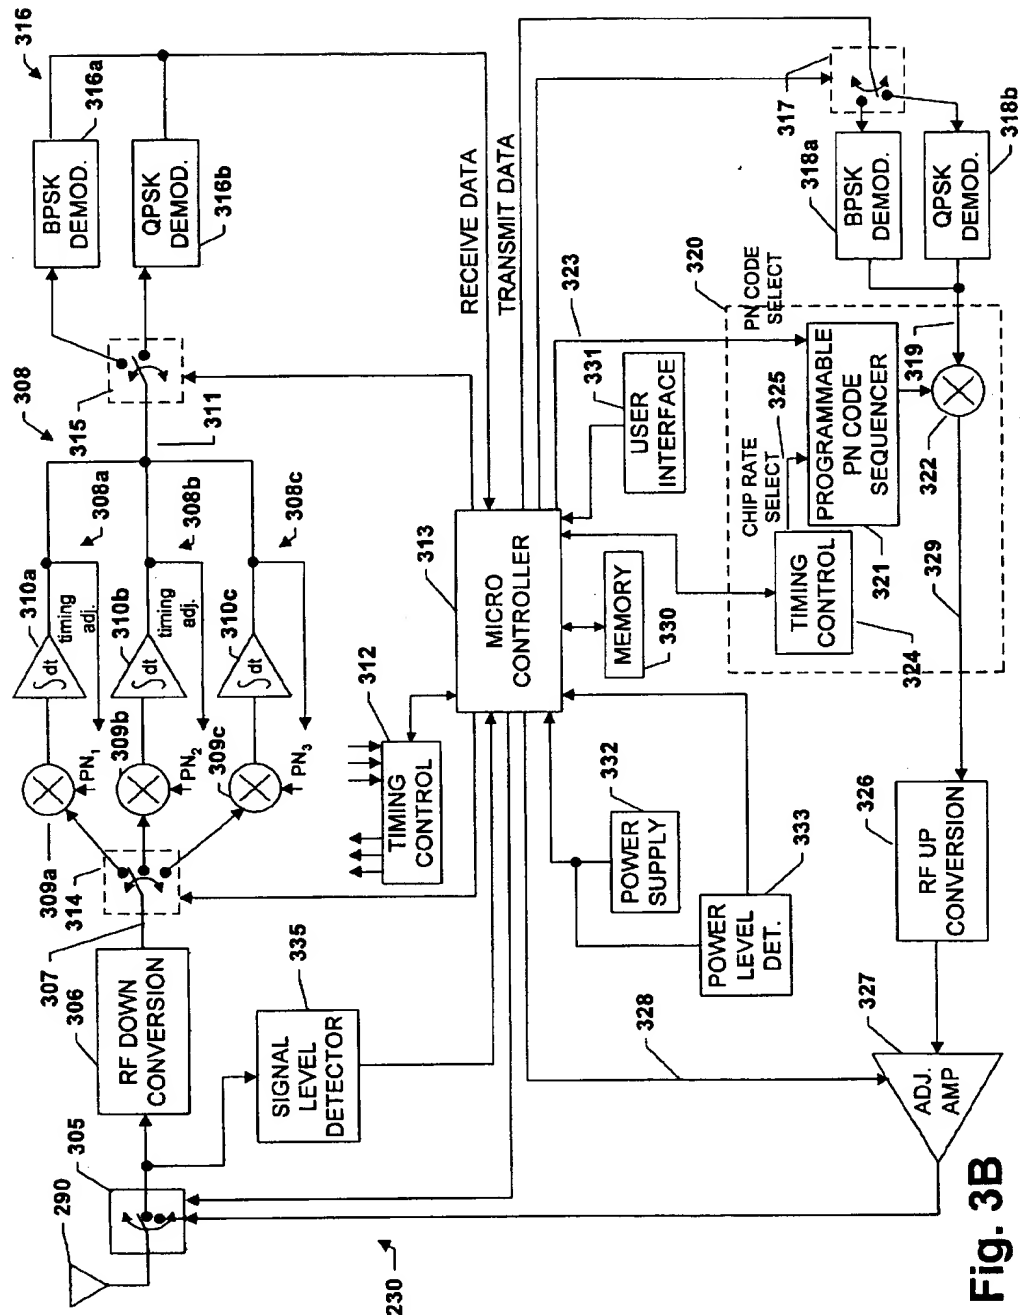 290
305
306
307
RF DOWN
CONVERSION
335
SIGNAL
LEVEL
DETECTOR
230
309a
314
309b
309c
PN1
PN2
PN3
310a
310b
310c
∫dt
∫dt
∫dt
timing
adj.
timing
adj.
308
308a
308b
308c
311
315
316
316a
BPSK
DEMOD.
316b
QPSK
DEMOD.
312
TIMING
CONTROL
313
MICRO
CONTROLLER
RECEIVE DATA
TRANSMIT DATA
323
331
USER
INTERFACE
MEMORY
330
332
POWER
SUPPLY
333
POWER
LEVEL
DET.
328
317
318a
BPSK
DEMOD.
318b
QPSK
DEMOD.
320
PN CODE
SELECT
325
CHIP RATE
SELECT
PROGRAMMABLE
PN CODE
SEQUENCER
321
TIMING
CONTROL
324
319
322
329
326
RF UP
CONVERSION
327
ADJ.
AMP
Fig. 3B